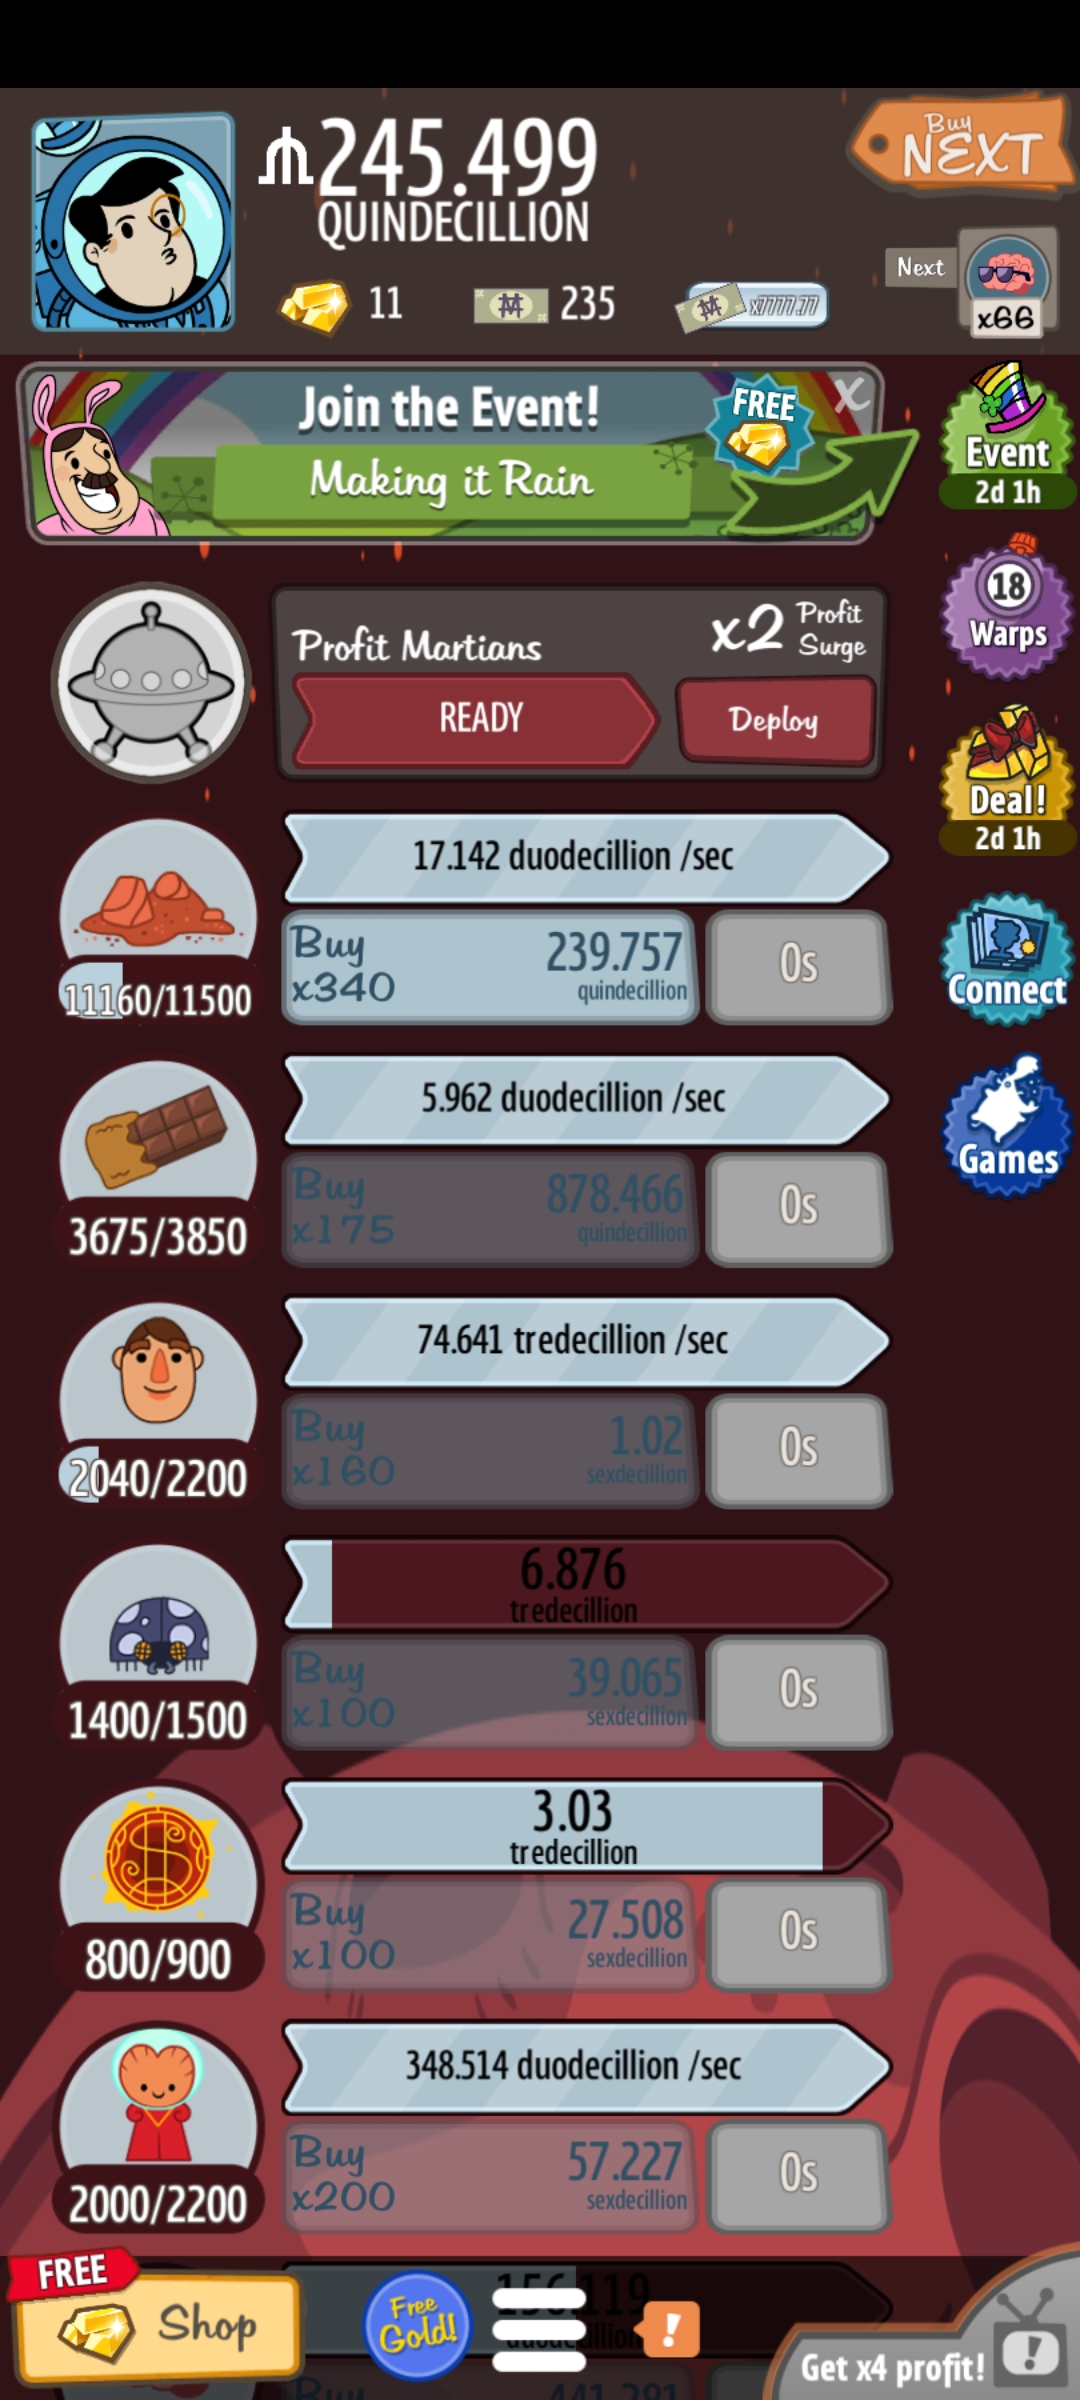 245.499
QUINDECILLION
Buy
NEXT
11
235
x7777.77
Next
x66
Join the Event!
Making it Rain
FREE
X
Event
2d 1h
18
Warps
Profit Martians
x2 Profit
Surge
READY
Deploy
Deal!
2d 1h
17.142 duodecillion /sec
Buy
x340
239.757
quindecillion
0s
11160/11500
Connect
5.962 duodecillion /sec
Buy
x175
878.466
quindecillion
0s
3675/3850
Games
74.641 tredecillion /sec
Buy
x160
1.02
sexdecillion
0s
2040/2200
6.876
tredecillion
Buy
x100
39.065
sexdecillion
0s
1400/1500
3.03
tredecillion
Buy
x100
27.508
sexdecillion
0s
800/900
348.514 duodecillion /sec
Buy
x200
57.227
sexdecillion
0s
2000/2200
FREE
Shop
Free
Gold!
!
156.119
Get x4 profit!
!
Buy